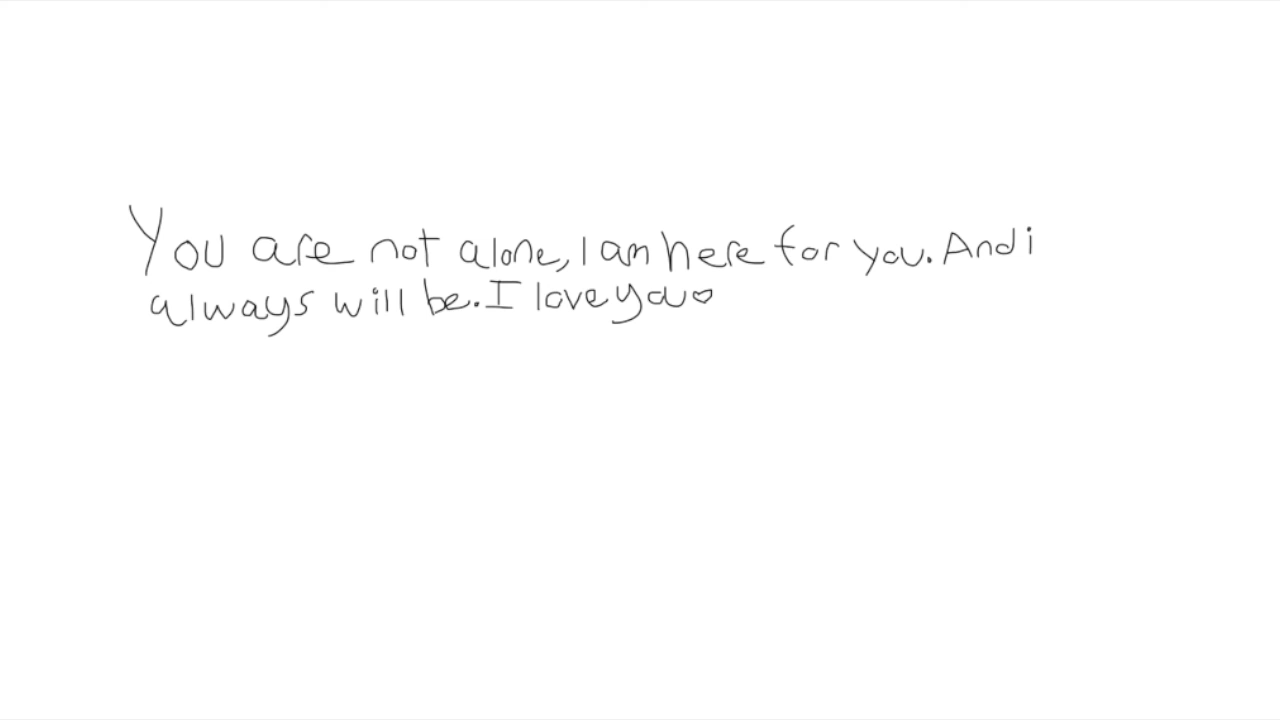 You are not alone, I am here for you. And i
always will be. I love you♡